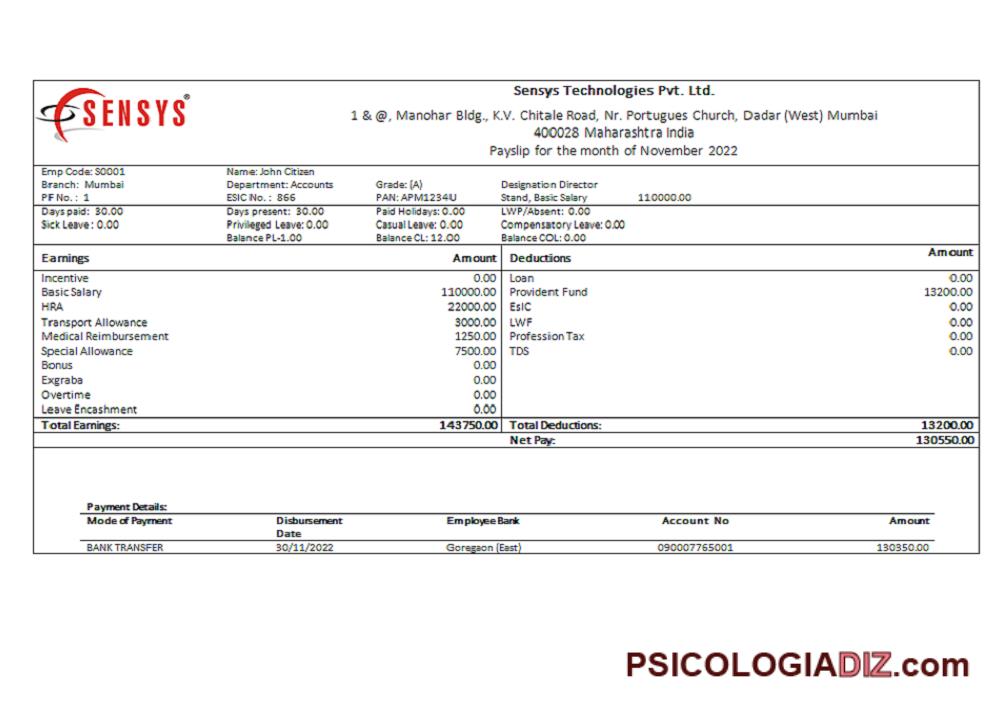 SENSYS®
Sensys Technologies Pvt. Ltd.
1 & @, Manohar Bldg., K.V. Chitale Road, Nr. Portugues Church, Dadar (West) Mumbai
400028 Maharashtra India
Payslip for the month of November 2022
Emp Code: S0001 Name: John Citizen
Branch: Mumbai Department: Accounts Grade: (A) Designation Director
PF No. : 1 ESIC No. : 866 PAN: APM1234U Stand, Basic Salary 110000.00
Days paid: 30.00 Days present: 30.00 Paid Holidays: 0.00 LWP/Absent: 0.00
Sick Leave : 0.00 Privileged Leave: 0.00 Casual Leave: 0.00 Compensatory Leave: 0.00
Balance PL-1.00 Balance CL: 12.00 Balance COL: 0.00
Earnings Amount Deductions Amount
Incentive 0.00 Loan 0.00
Basic Salary 110000.00 Provident Fund 13200.00
HRA 22000.00 EsIC 0.00
Transport Allowance 3000.00 LWF 0.00
Medical Reimbursement 1250.00 Profession Tax 0.00
Special Allowance 7500.00 TDS 0.00
Bonus 0.00
Exgraba 0.00
Overtime 0.00
Leave Encashment 0.00
Total Earnings: 143750.00 Total Deductions: 13200.00
Net Pay: 130550.00
Payment Details:
Mode of Payment Disbursement Employee Bank Account No Amount
Date
BANK TRANSFER 30/11/2022 Goregaon (East) 090007765001 130350.00
PSICOLOGIADIZ.com